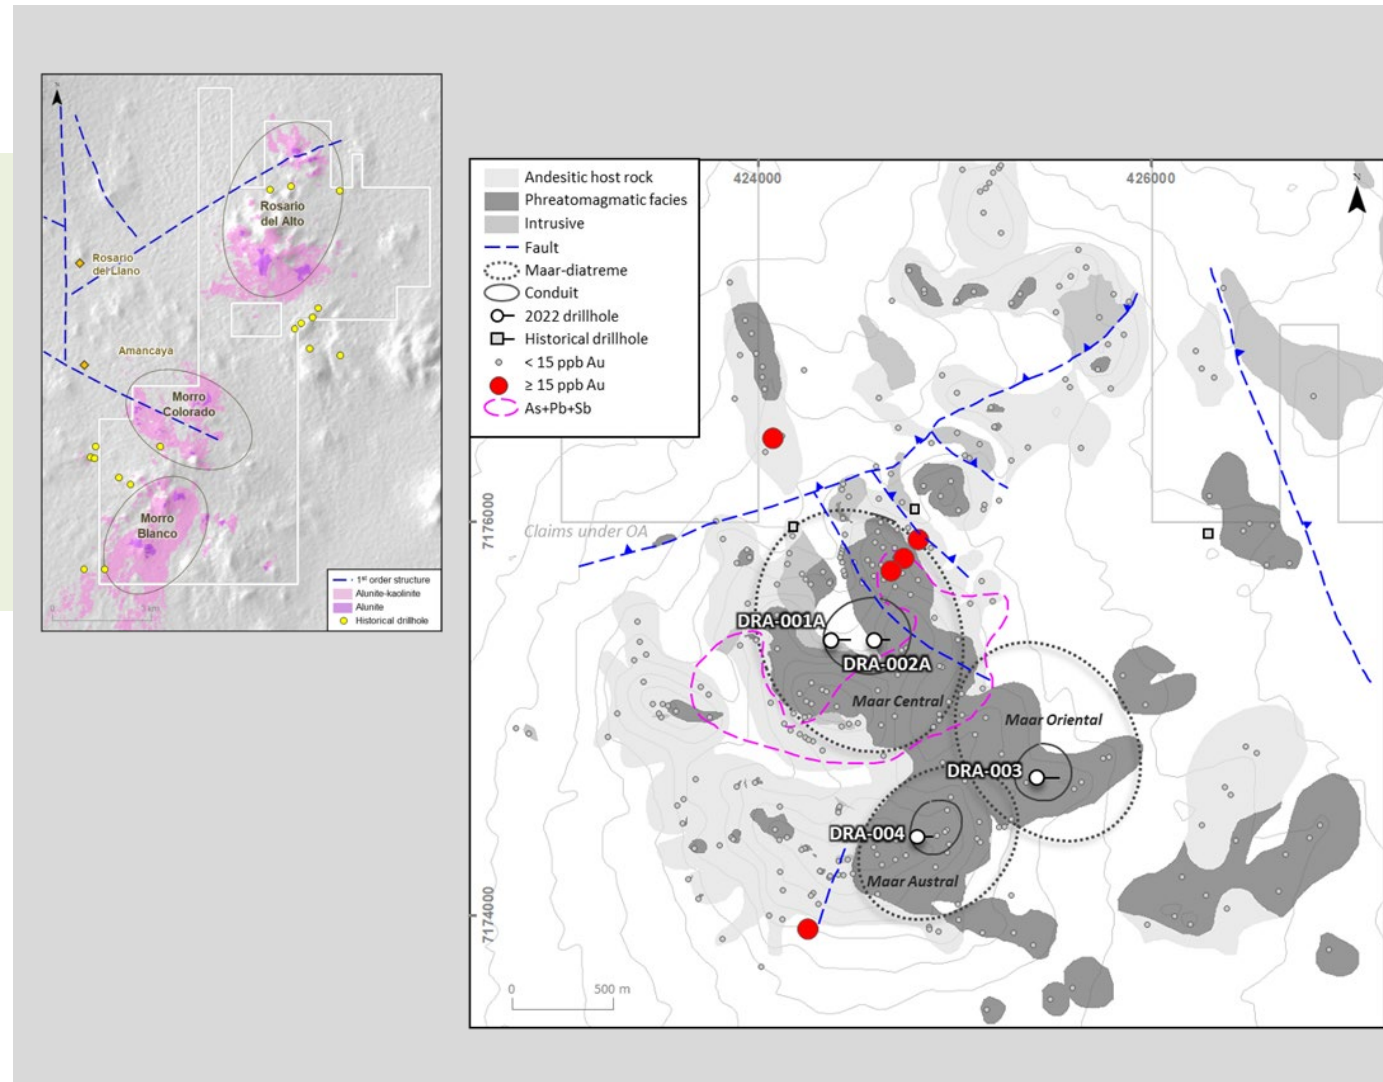 N
Rosario
del Alto
Rosario
del Llano
Amancaya
Morro
Colorado
Morro
Blanco
1st order structure
Alunite-kaolinite
Alunite
Historical drillhole
0
Andesitic host rock
Phreatomagmatic facies
Intrusive
Fault
Maar-diatreme
Conduit
2022 drillhole
Historical drillhole
< 15 ppb Au
≥ 15 ppb Au
As+Pb+Sb
424000
426000
N
7176000
Claims under OA
DRA-001A
DRA-002A
Maar Central
Maar Oriental
DRA-003
DRA-004
Maar Austral
7174000
0 500 m